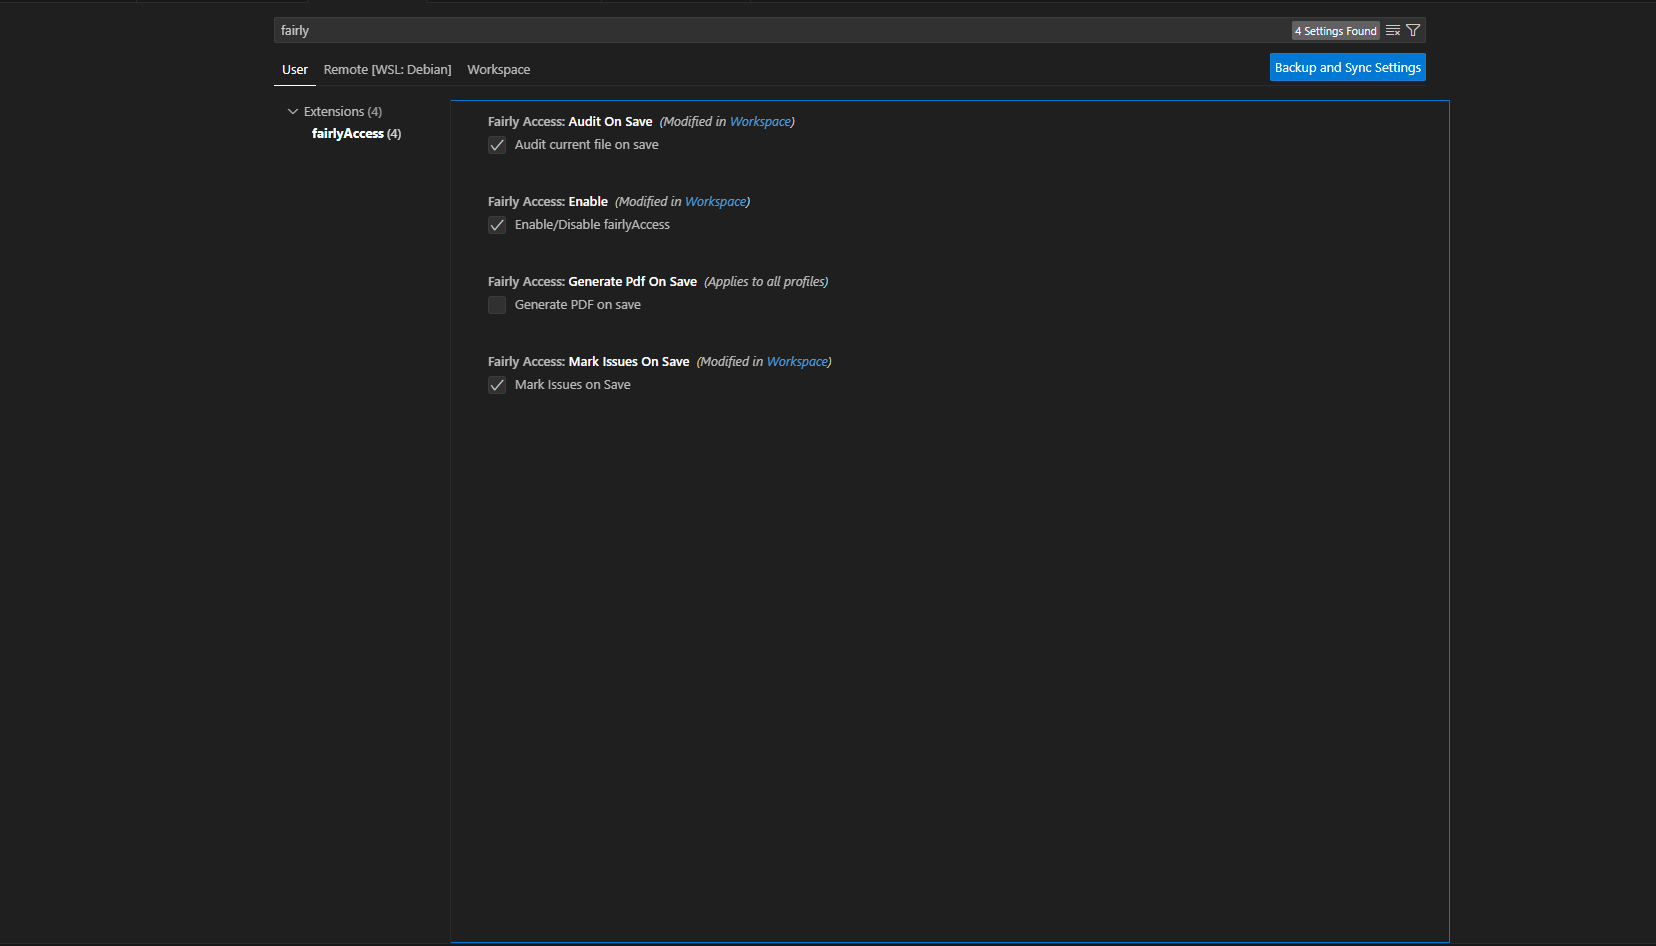 fairly
4 Settings Found
User Remote [WSL: Debian] Workspace
Backup and Sync Settings
Extensions (4)
fairlyAccess (4)
Fairly Access: Audit On Save (Modified in Workspace)
Audit current file on save
Fairly Access: Enable (Modified in Workspace)
Enable/Disable fairlyAccess
Fairly Access: Generate Pdf On Save (Applies to all profiles)
Generate PDF on save
Fairly Access: Mark Issues On Save (Modified in Workspace)
Mark Issues on Save